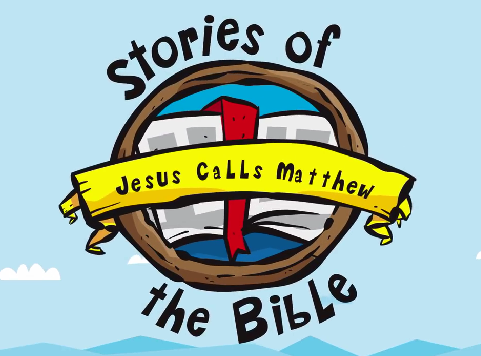 Stories of
Jesus Calls Matthew
the Bible